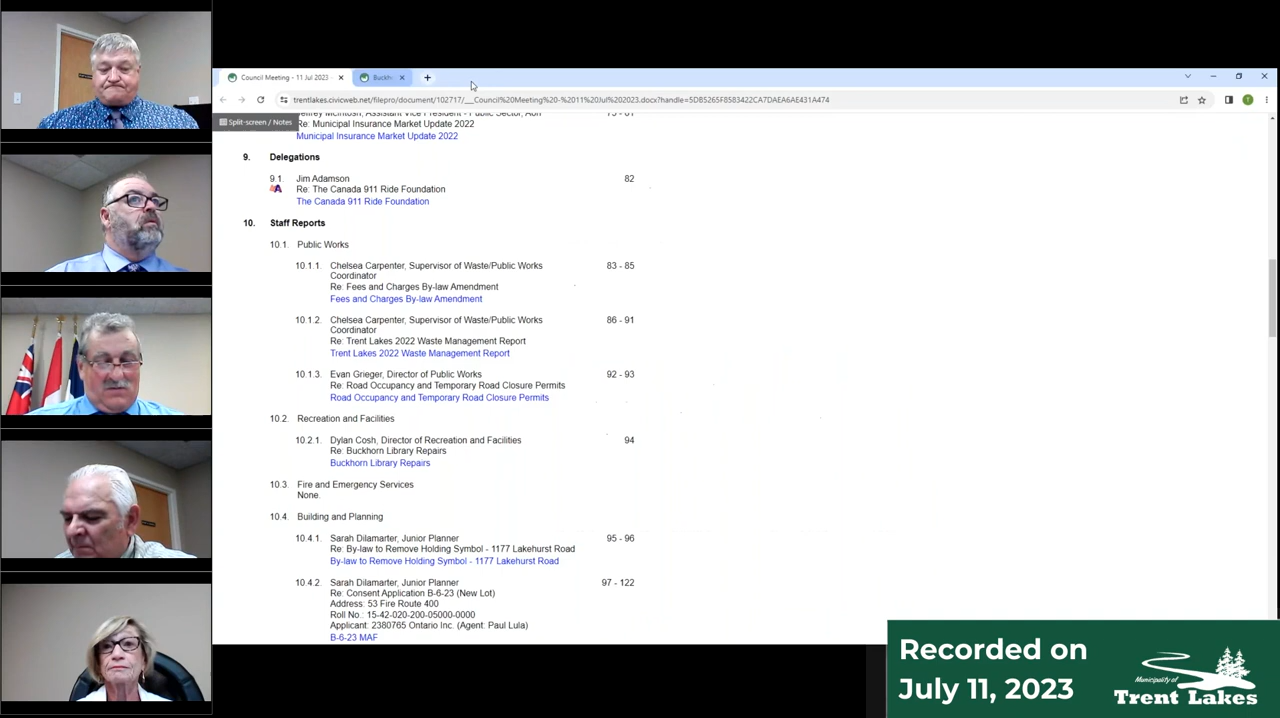 Council Meeting - 11 Jul 2023 -
Buckh
trentlakes.civicweb.net/filepro/document/102717/__Council%20Meeting%20-%2011%20Jul%202023.docx?handle=5DB5265F8583422CA7DAEA6AE431A474
T
Split-screen / Notes
Jeffrey McIntosh, Assistant Vice President - Public Sector, Aon
Re: Municipal Insurance Market Update 2022
Municipal Insurance Market Update 2022
9. Delegations
9.1. Jim Adamson 82
Re: The Canada 911 Ride Foundation
The Canada 911 Ride Foundation
10. Staff Reports
10.1. Public Works
10.1.1. Chelsea Carpenter, Supervisor of Waste/Public Works 83 - 85
Coordinator
Re: Fees and Charges By-law Amendment
Fees and Charges By-law Amendment
10.1.2. Chelsea Carpenter, Supervisor of Waste/Public Works 86 - 91
Coordinator
Re: Trent Lakes 2022 Waste Management Report
Trent Lakes 2022 Waste Management Report
10.1.3. Evan Grieger, Director of Public Works 92 - 93
Re: Road Occupancy and Temporary Road Closure Permits
Road Occupancy and Temporary Road Closure Permits
10.2. Recreation and Facilities
10.2.1. Dylan Cosh, Director of Recreation and Facilities 94
Re: Buckhorn Library Repairs
Buckhorn Library Repairs
10.3. Fire and Emergency Services
None.
10.4. Building and Planning
10.4.1. Sarah Dilamarter, Junior Planner 95 - 96
Re: By-law to Remove Holding Symbol - 1177 Lakehurst Road
By-law to Remove Holding Symbol - 1177 Lakehurst Road
10.4.2. Sarah Dilamarter, Junior Planner 97 - 122
Re: Consent Application B-6-23 (New Lot)
Address: 53 Fire Route 400
Roll No.: 15-42-020-200-05000-0000
Applicant: 2380765 Ontario Inc. (Agent: Paul Lula)
B-6-23 MAF
Recorded on
July 11, 2023
Municipality of
Trent Lakes